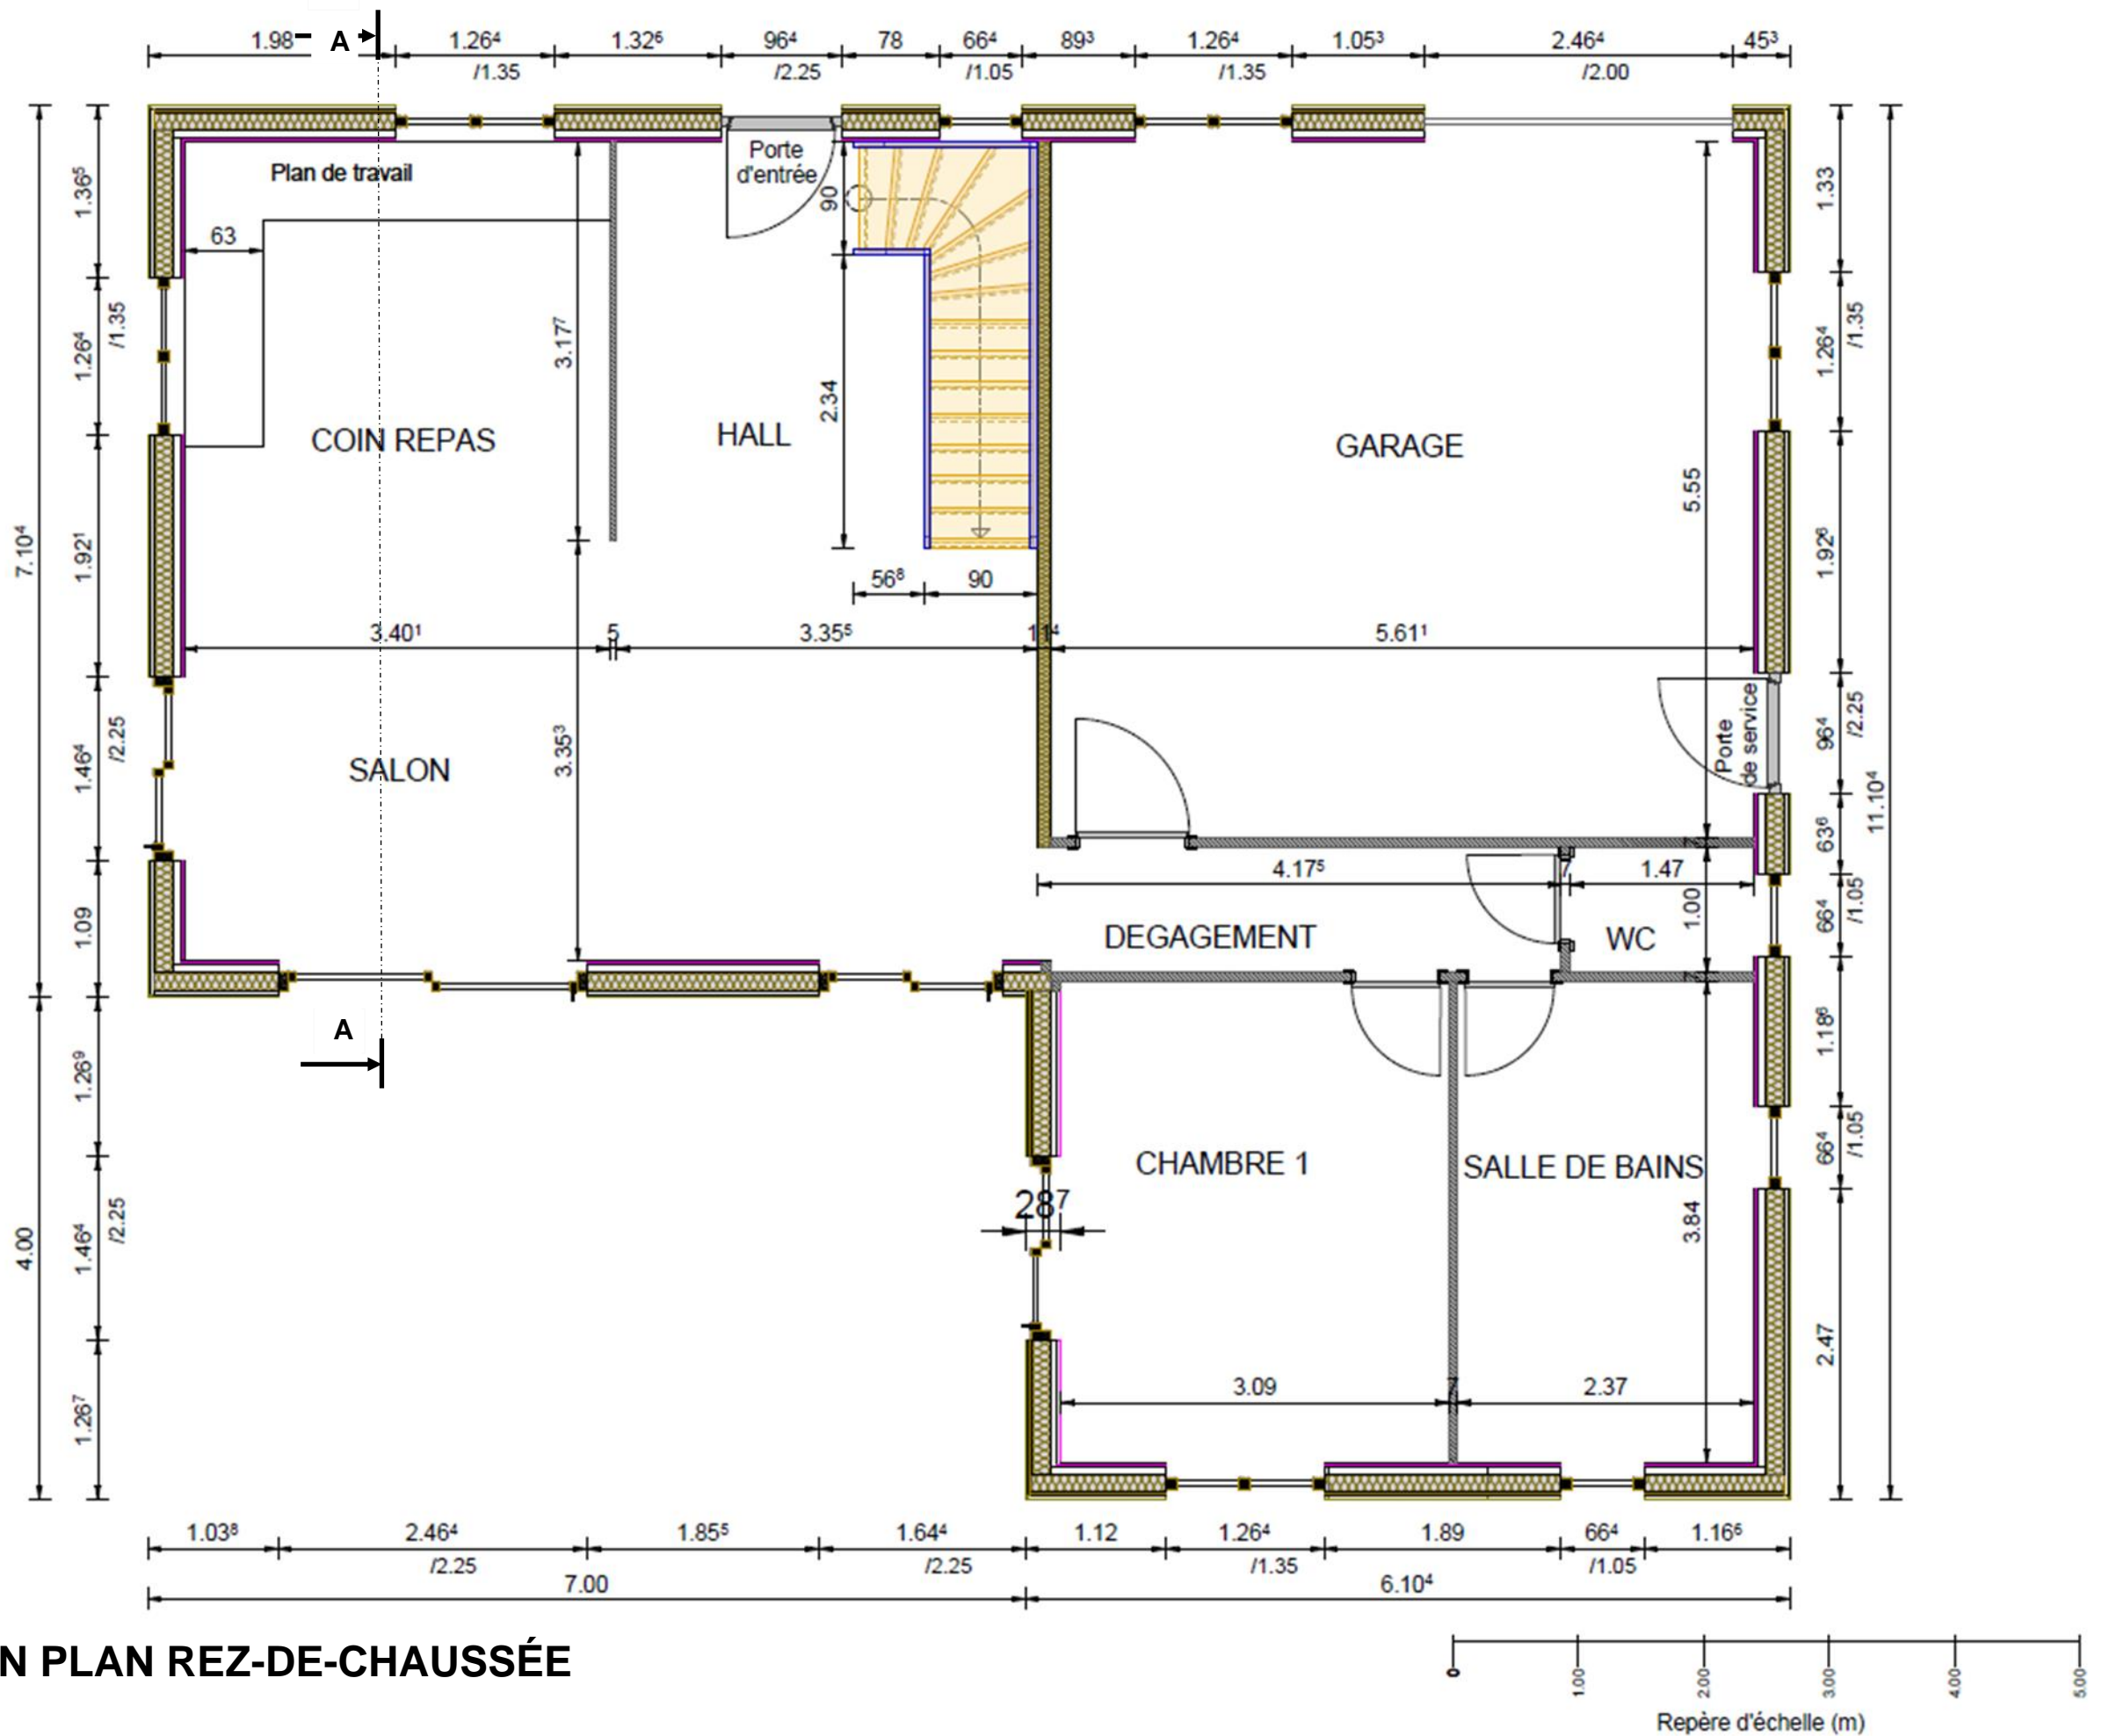 A
1.98 1.26⁴ 1.32⁶ 96⁴ 78 66⁴ 89³ 1.26⁴ 1.05³ 2.46⁴ 45³
/1.35 /2.25 /1.05 /1.35 /2.00
Plan de travail
Porte
d'entrée
63
90
1.36⁵
1.33
/1.35
1.26⁴
3.17⁷
2.34
1.26⁴
/1.35
COIN REPAS
HALL
GARAGE
7.10⁴
1.92¹
5.55
1.92⁶
56⁸ 90
3.40¹ 5 3.35⁵ 11⁴ 5.61¹
1.46⁴
/2.25
SALON
3.35³
Porte
de service
96⁴
/2.25
11.10⁴
63⁶
7
4.17⁵ 7 1.47
1.09
1.00
66⁴
/1.05
DEGAGEMENT
WC
7
A
1.26⁹
1.18⁶
CHAMBRE 1
SALLE DE BAINS
66⁴
/1.05
28⁷
4.00
1.46⁴
/2.25
3.84
2.47
3.09 7 2.37
1.26⁷
1.03⁸ 2.46⁴ 1.85⁵ 1.64⁴ 1.12 1.26⁴ 1.89 66⁴ 1.16⁶
/2.25 /2.25 /1.35 /1.05
7.00 6.10⁴
N PLAN REZ-DE-CHAUSSÉE
0 1.00 2.00 3.00 4.00 5.00
Repère d'échelle (m)